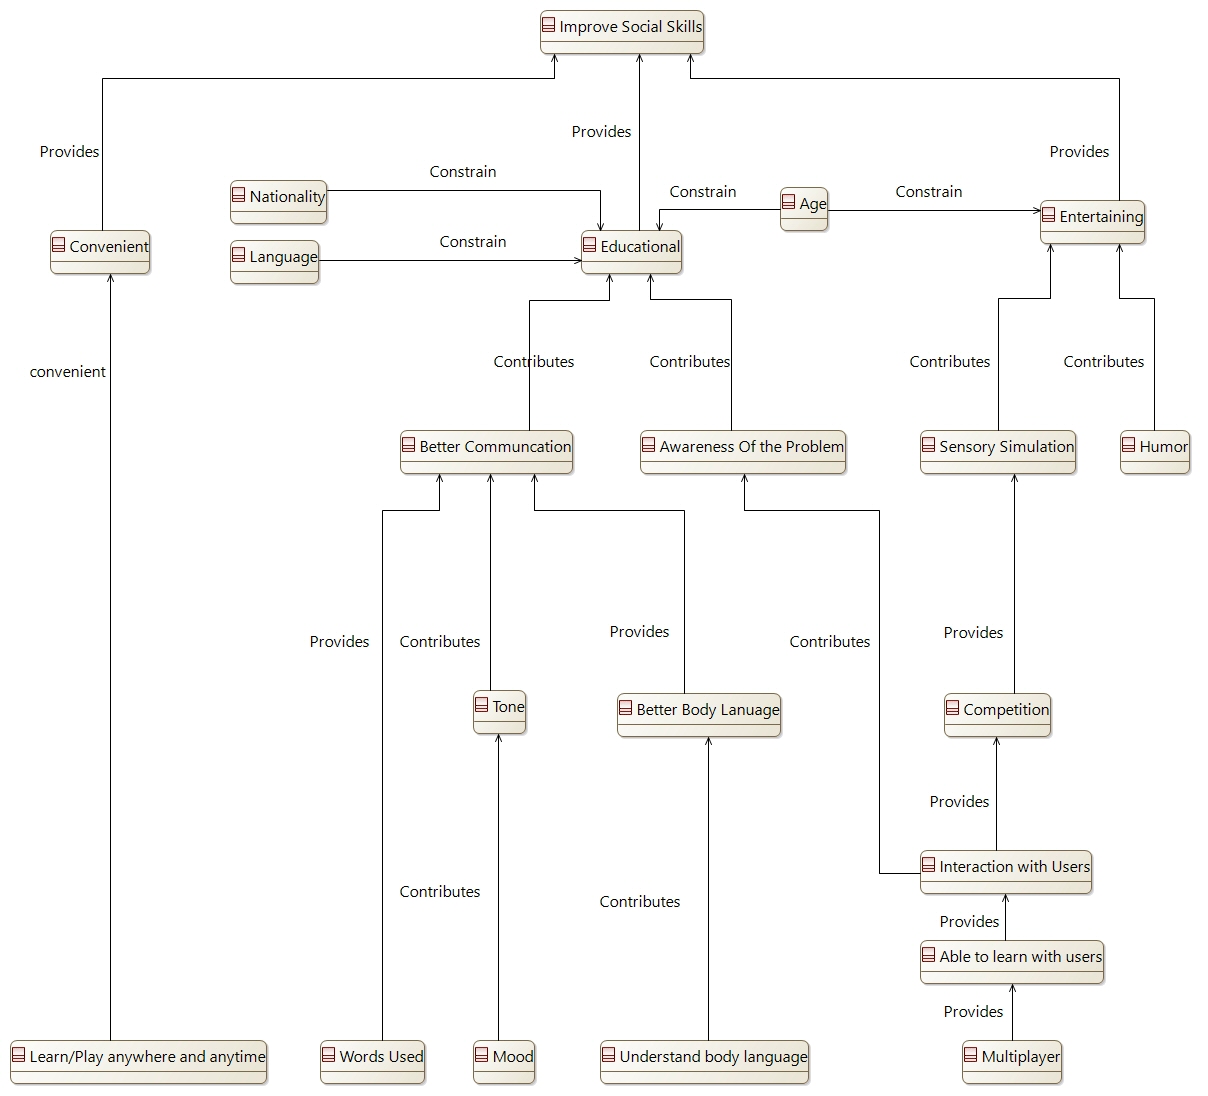 Improve Social Skills
Provides
Provides
Provides
Constrain
Nationality
Constrain
Age
Constrain
Entertaining
Convenient
Language
Constrain
Educational
convenient
Contributes
Contributes
Contributes
Contributes
Better Communcation
Awareness Of the Problem
Sensory Simulation
Humor
Provides
Contributes
Provides
Contributes
Provides
Tone
Better Body Lanuage
Competition
Provides
Contributes
Contributes
Interaction with Users
Provides
Able to learn with users
Provides
Learn/Play anywhere and anytime
Words Used
Mood
Understand body language
Multiplayer